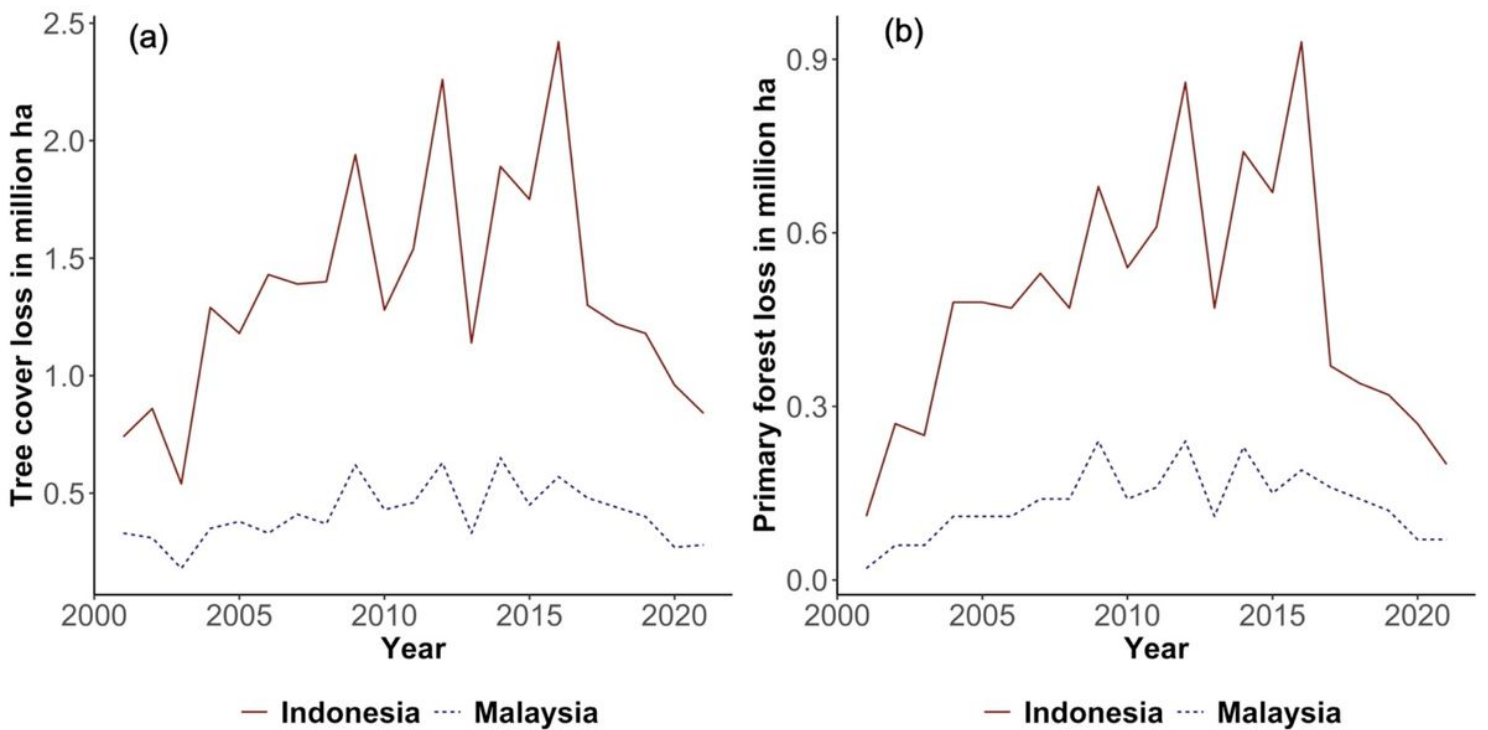 (a)
Tree cover loss in million ha
2.5
2.0
1.5
1.0
0.5
2000 2005 2010 2015 2020
Year
Indonesia Malaysia
(b)
Primary forest loss in million ha
0.9
0.6
0.3
0.0
2000 2005 2010 2015 2020
Year
Indonesia Malaysia